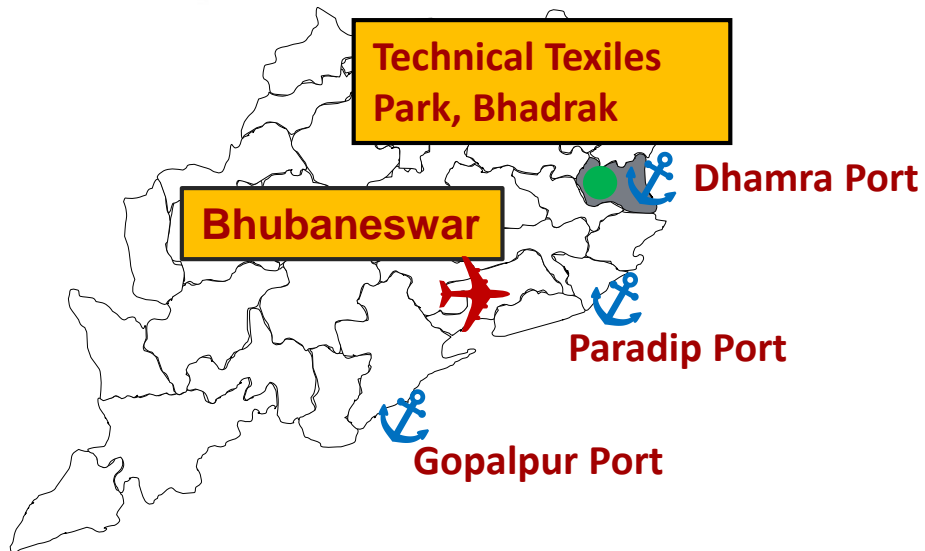 Technical Texiles
Park, Bhadrak
Dhamra Port
Bhubaneswar
Paradip Port
Gopalpur Port